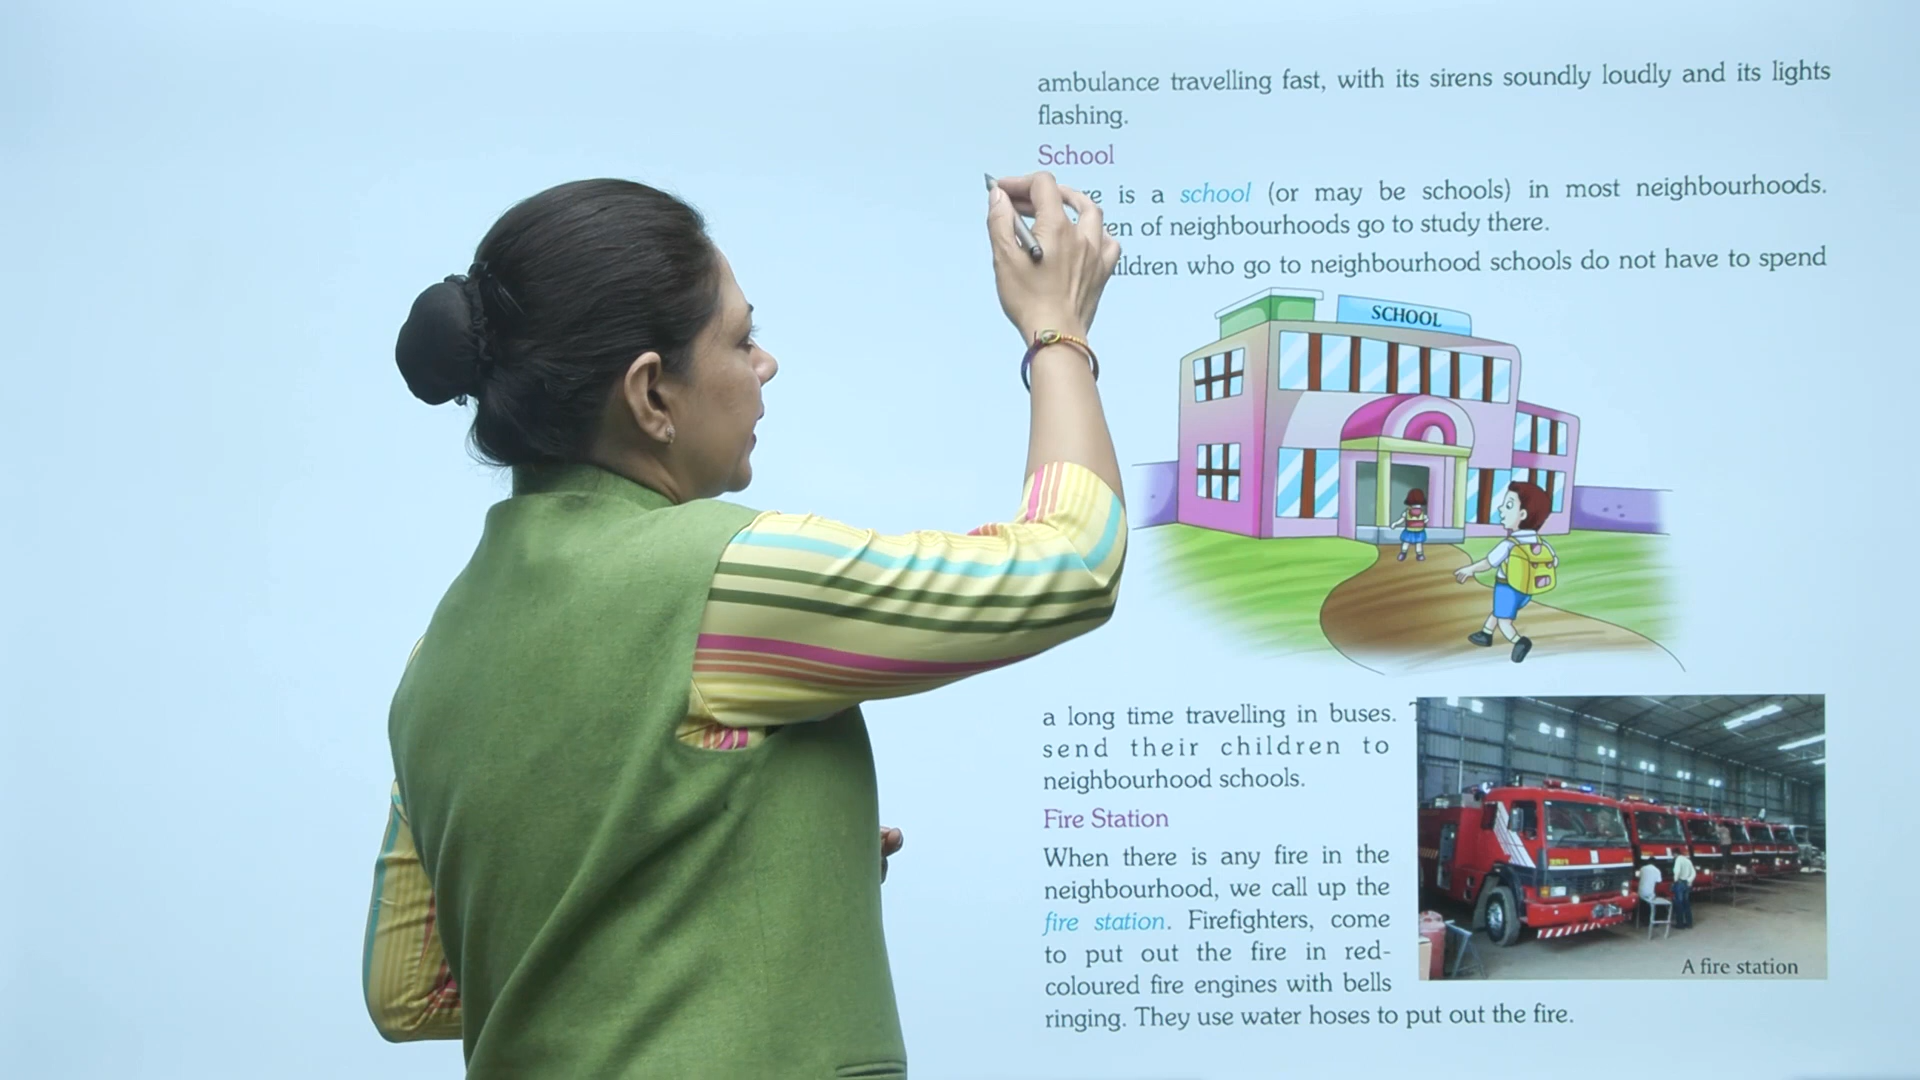 ambulance travelling fast, with its sirens soundly loudly and its lights
flashing.
School
is a school (or may be schools) in most neighbourhoods.
of neighbourhoods go to study there.
who go to neighbourhood schools do not have to spend
SCHOOL
a long time travelling in buses.
send their children to
neighbourhood schools.
Fire Station
When there is any fire in the
neighbourhood, we call up the
fire station. Firefighters, come
to put out the fire in red-
coloured fire engines with bells
ringing. They use water hoses to put out the fire.
A fire station